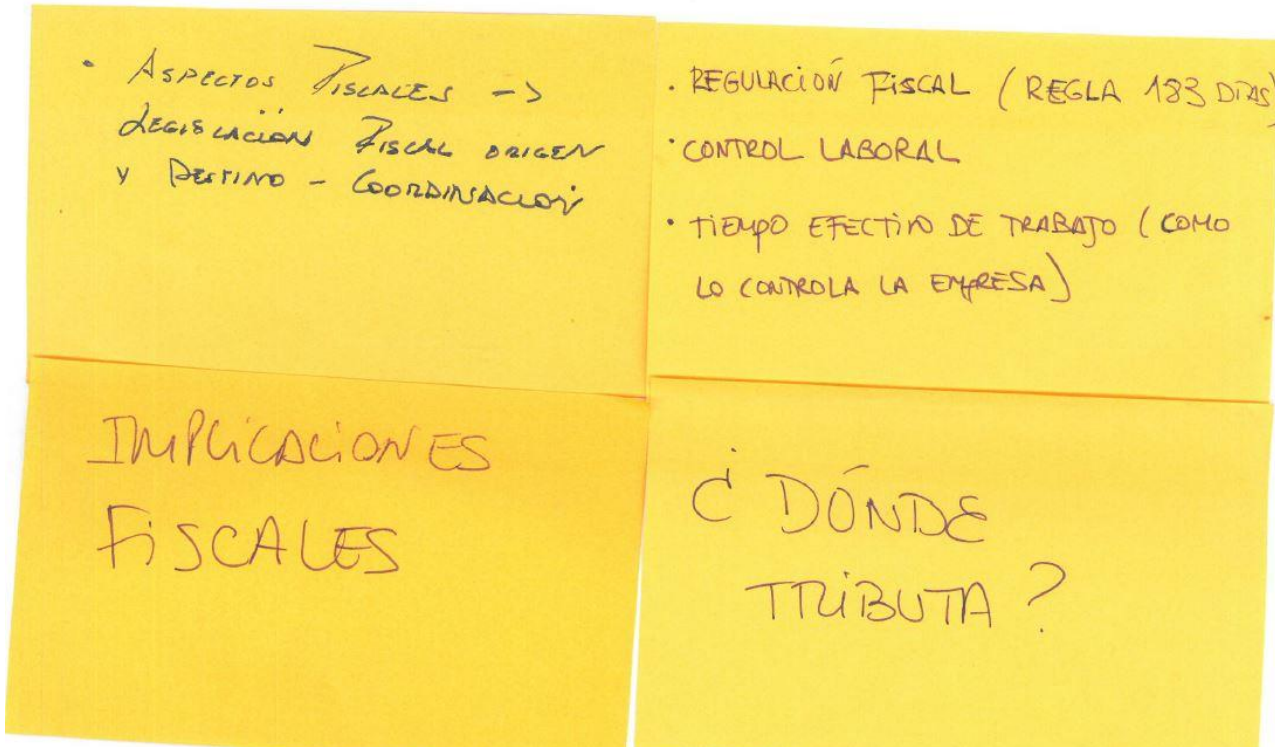 · ASPECTOS FISCALES ->
LEGISLACIÓN FISCAL ORIGEN
Y DESTINO - COORDINACIÓN
· REGULACIÓN FISCAL (REGLA 183 DÍAS)
· CONTROL LABORAL
· TIEMPO EFECTIVO DE TRABAJO (COMO
LO CONTROLA LA EMPRESA)
IMPLICACIONES
FISCALES
¿DÓNDE
TRIBUTA?